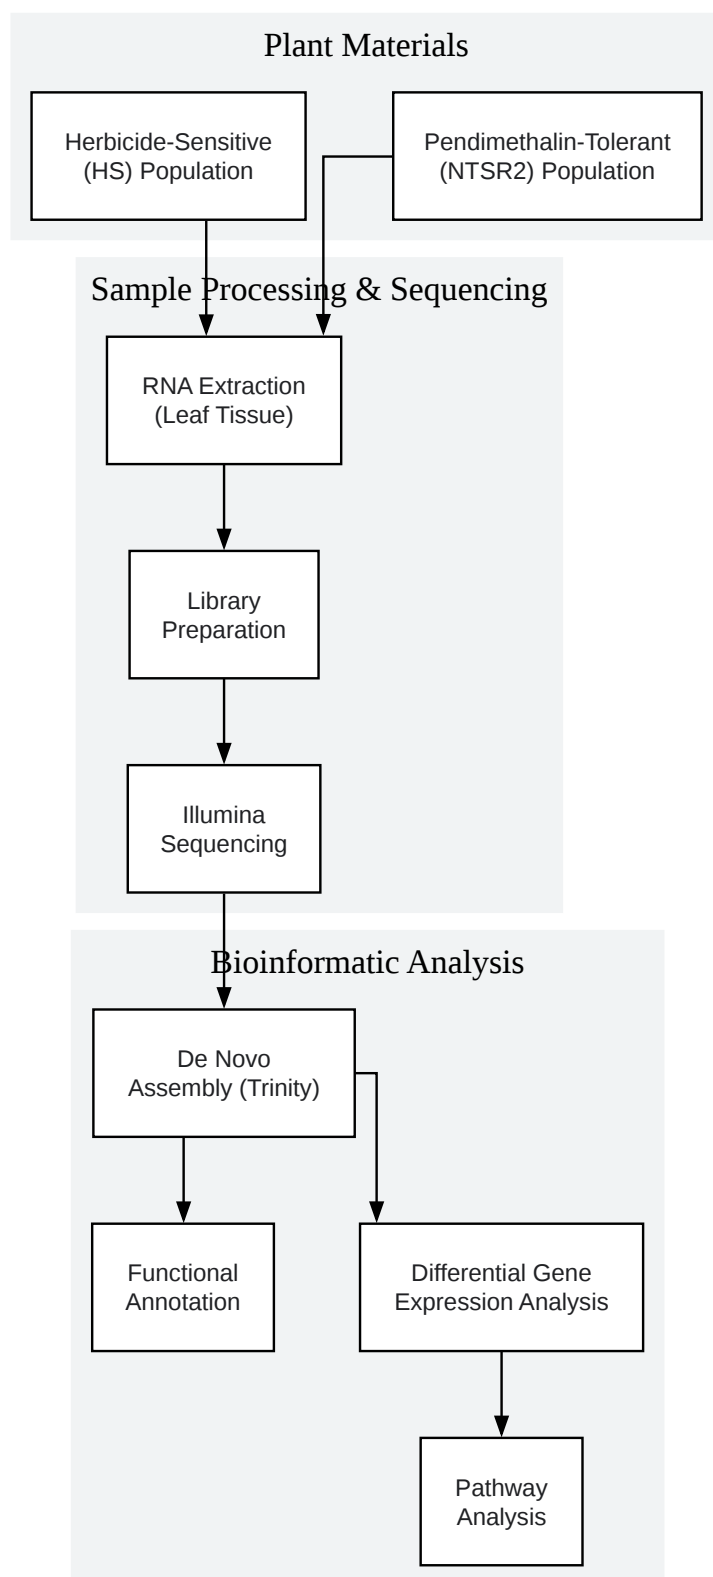 Plant Materials
Herbicide-Sensitive
(HS) Population
Pendimethalin-Tolerant
(NTSR2) Population
Sample Processing & Sequencing
RNA Extraction
(Leaf Tissue)
Library
Preparation
Illumina
Sequencing
Bioinformatic Analysis
De Novo
Assembly (Trinity)
Functional
Annotation
Differential Gene
Expression Analysis
Pathway
Analysis